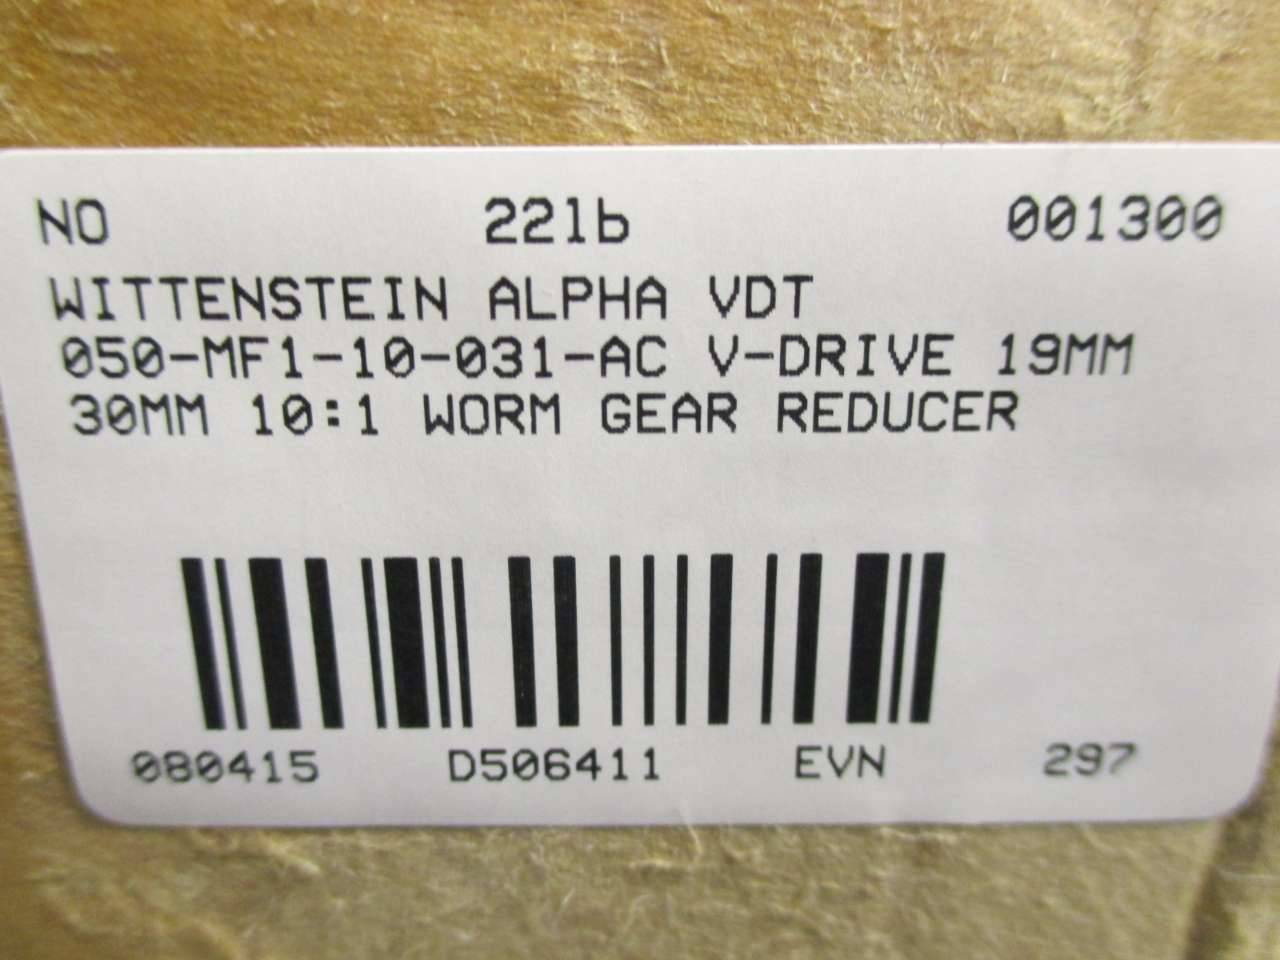 NO 22lb 001300
WITTENSTEIN ALPHA VDT
050-MF1-10-031-AC V-DRIVE 19MM
30MM 10:1 WORM GEAR REDUCER
080415 D506411 EVN 297